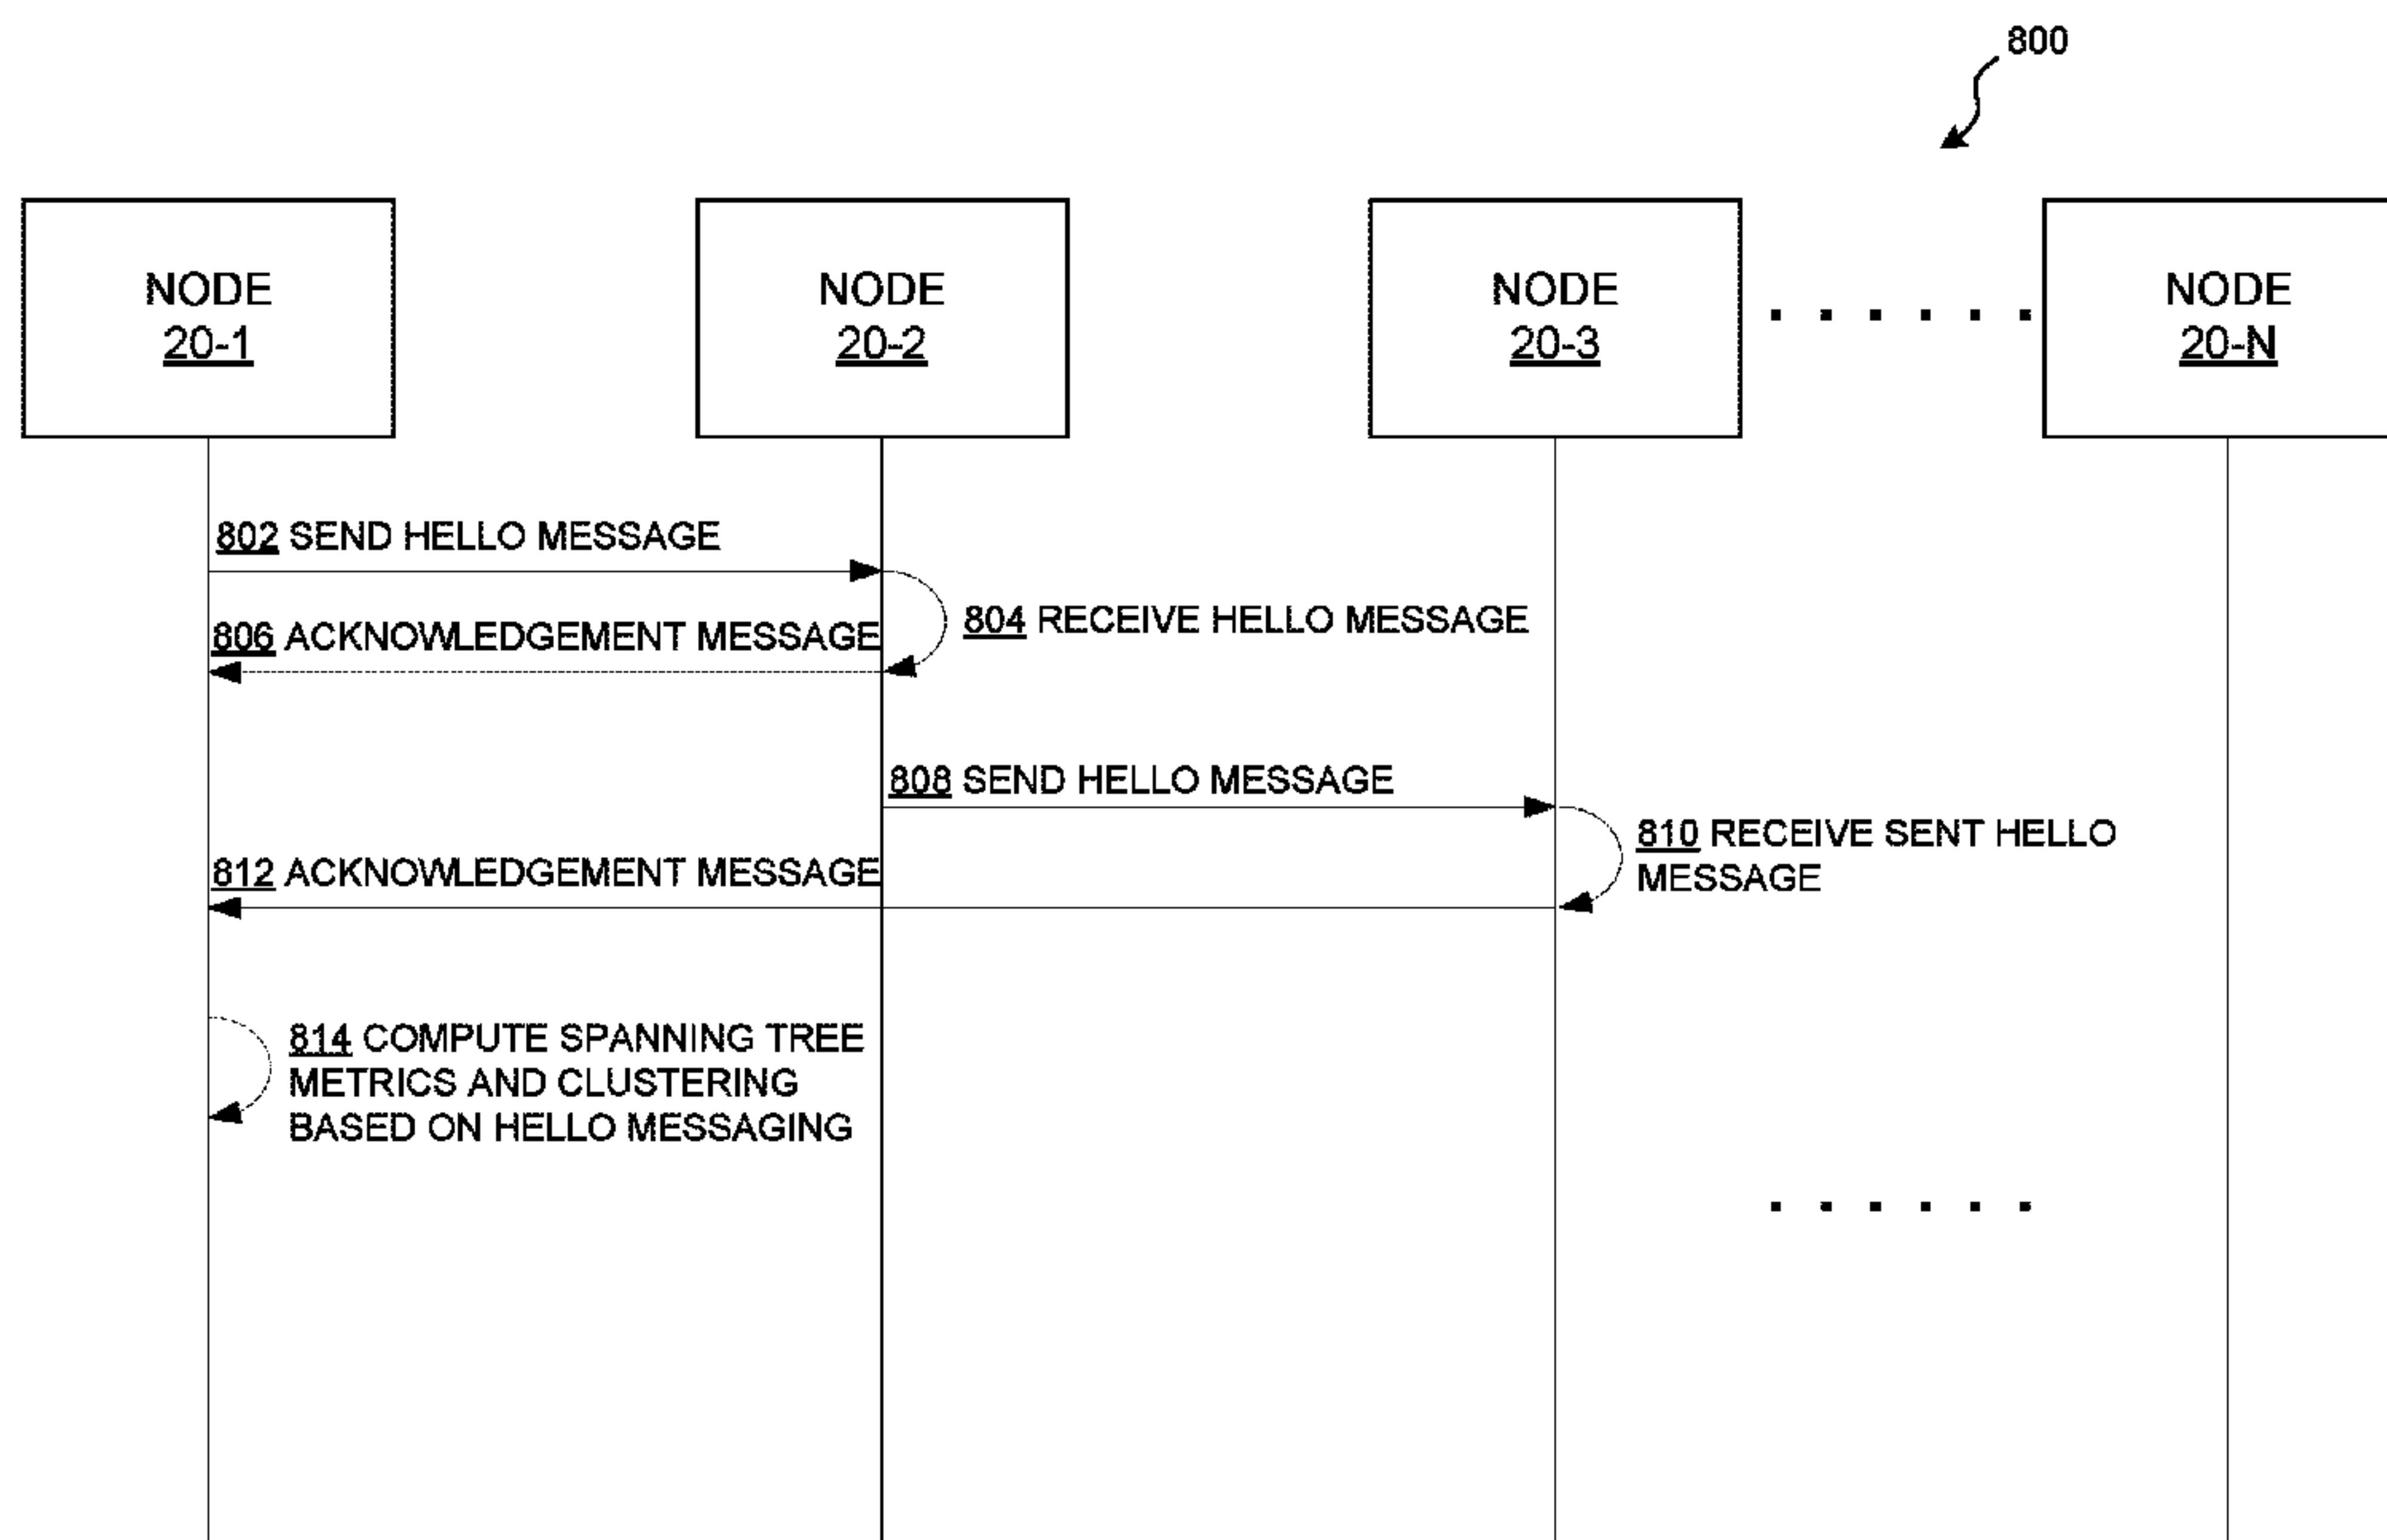 800
NODE
20-1
NODE
20-2
NODE
20-3
NODE
20-N
802 SEND HELLO MESSAGE
804 RECEIVE HELLO MESSAGE
806 ACKNOWLEDGEMENT MESSAGE
808 SEND HELLO MESSAGE
810 RECEIVE SENT HELLO
MESSAGE
812 ACKNOWLEDGEMENT MESSAGE
814 COMPUTE SPANNING TREE
METRICS AND CLUSTERING
BASED ON HELLO MESSAGING